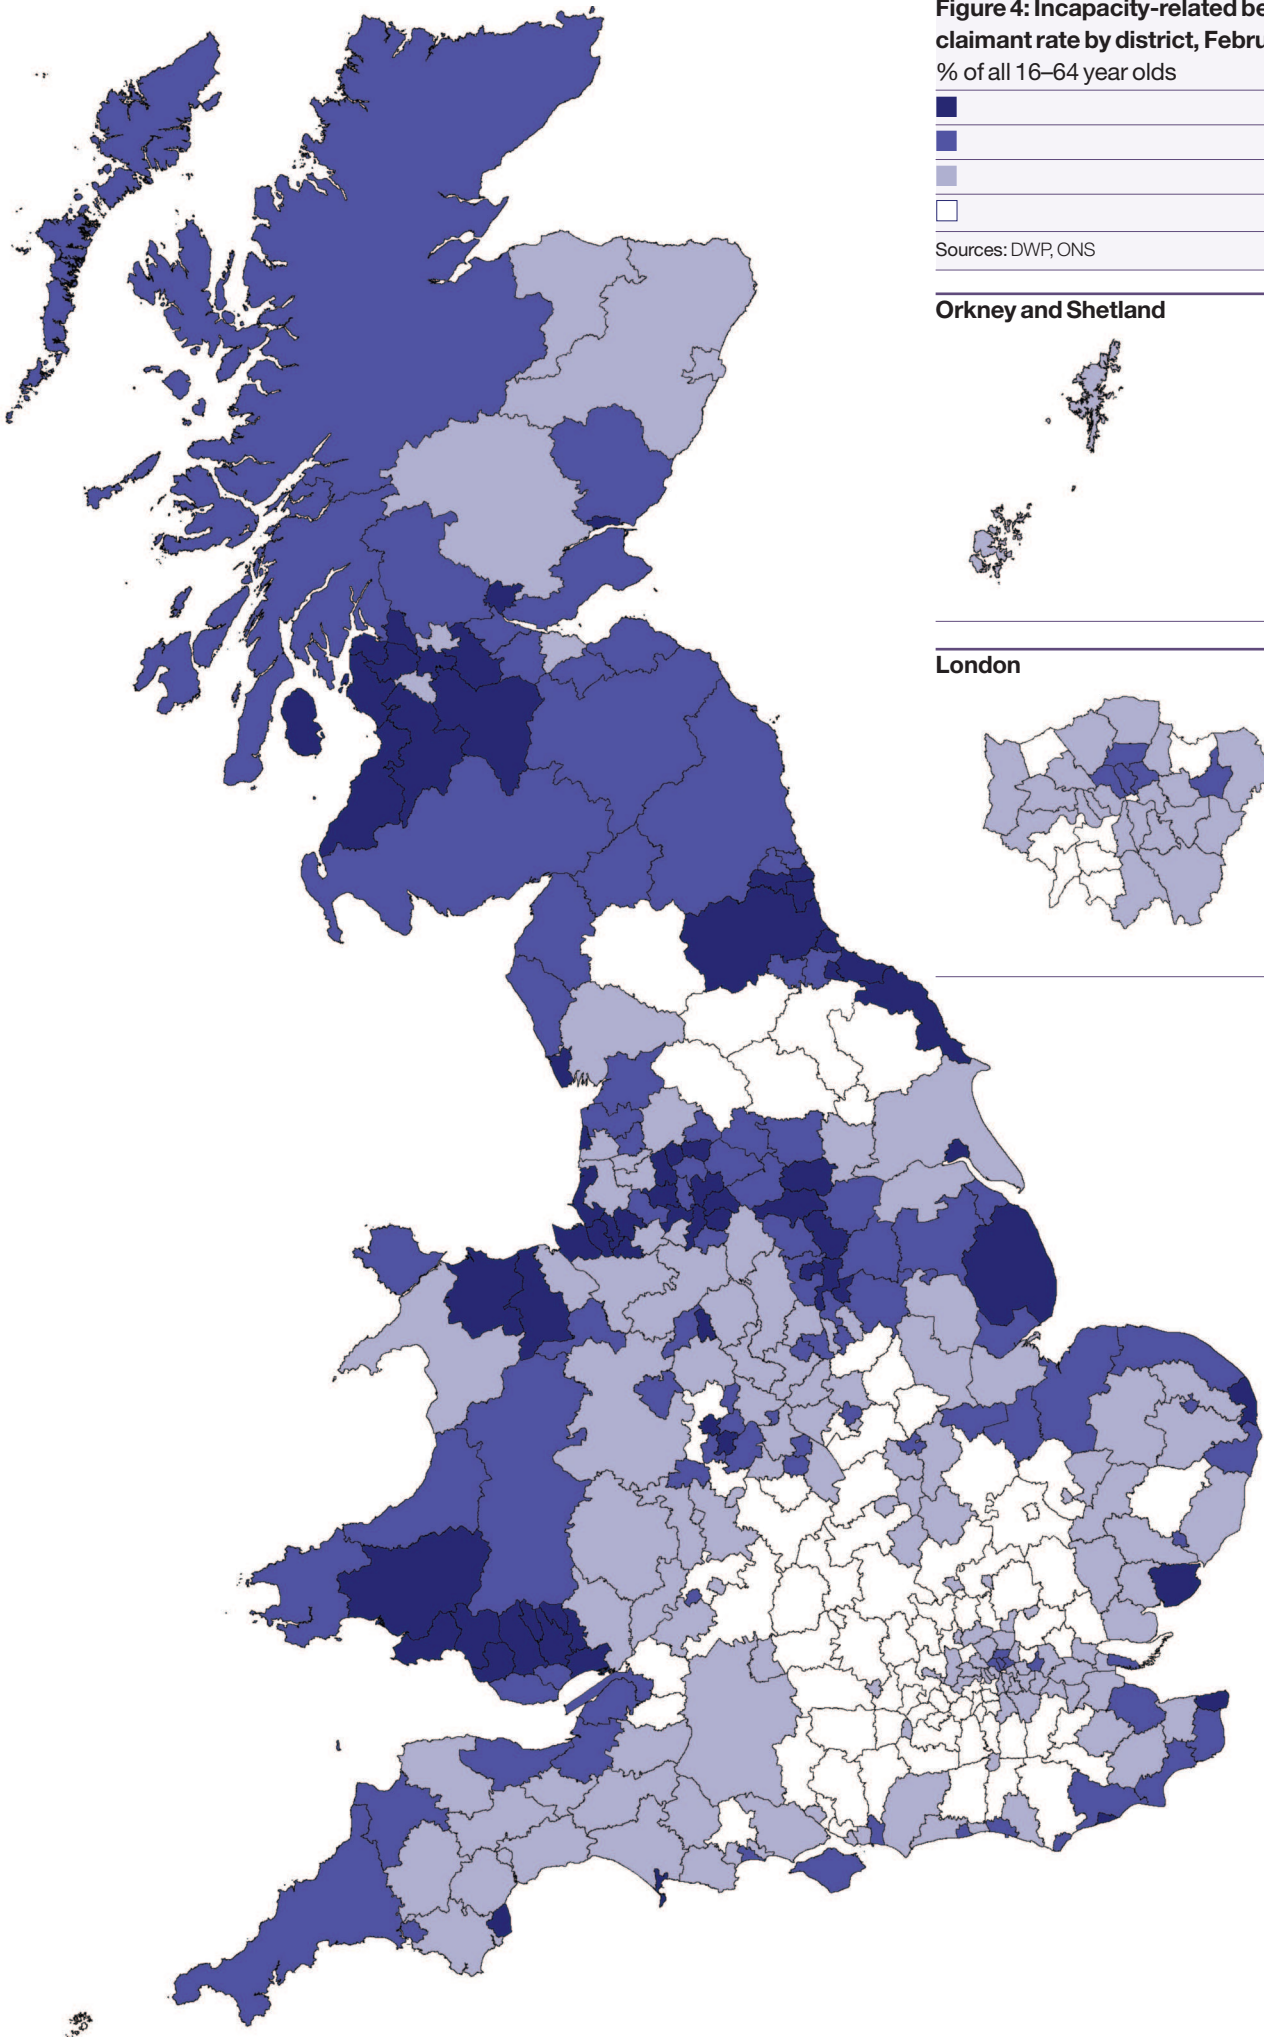 Figure 4: Incapacity-related be
claimant rate by district, Febru
% of all 16–64 year olds
Sources: DWP, ONS
Orkney and Shetland
London